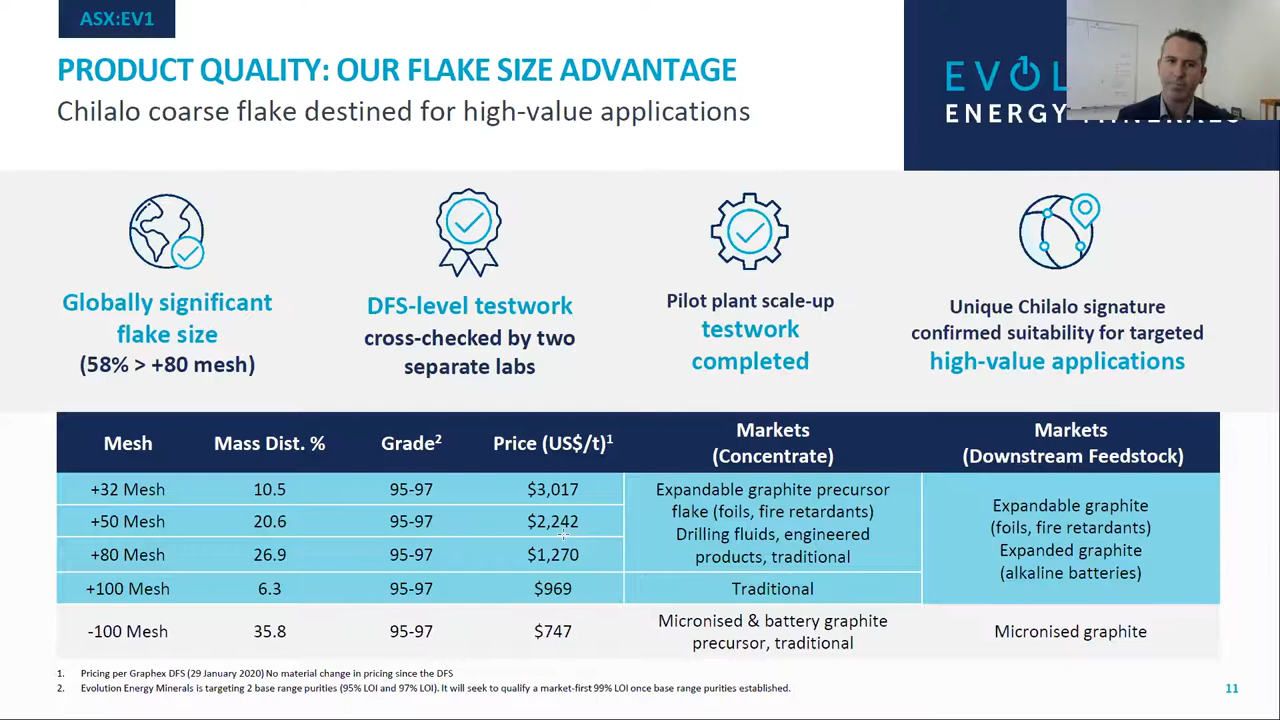 ASX:EV1
PRODUCT QUALITY: OUR FLAKE SIZE ADVANTAGE
Chilalo coarse flake destined for high-value applications
ENERGY
Globally significant
flake size
(58% > +80 mesh)
DFS-level testwork
cross-checked by two
separate labs
Pilot plant scale-up
testwork
completed
Unique Chilalo signature
confirmed suitability for targeted
high-value applications
Mesh Mass Dist. % Grade2 Price (US$/t)1 Markets (Concentrate) Markets (Downstream Feedstock)
+32 Mesh 10.5 95-97 $3,017
+50 Mesh 20.6 95-97 $2,242
+80 Mesh 26.9 95-97 $1,270
Expandable graphite precursor
flake (foils, fire retardants)
Drilling fluids, engineered
products, traditional
Expandable graphite
(foils, fire retardants)
Expanded graphite
(alkaline batteries)
+100 Mesh 6.3 95-97 $969 Traditional
-100 Mesh 35.8 95-97 $747
Micronised & battery graphite
precursor, traditional
Micronised graphite
1. Pricing per Graphex DFS (29 January 2020) No material change in pricing since the DFS
2. Evolution Energy Minerals is targeting 2 base range purities (95% LOI and 97% LOI). It will seek to qualify a market-first 99% LOI once base range purities established.
11